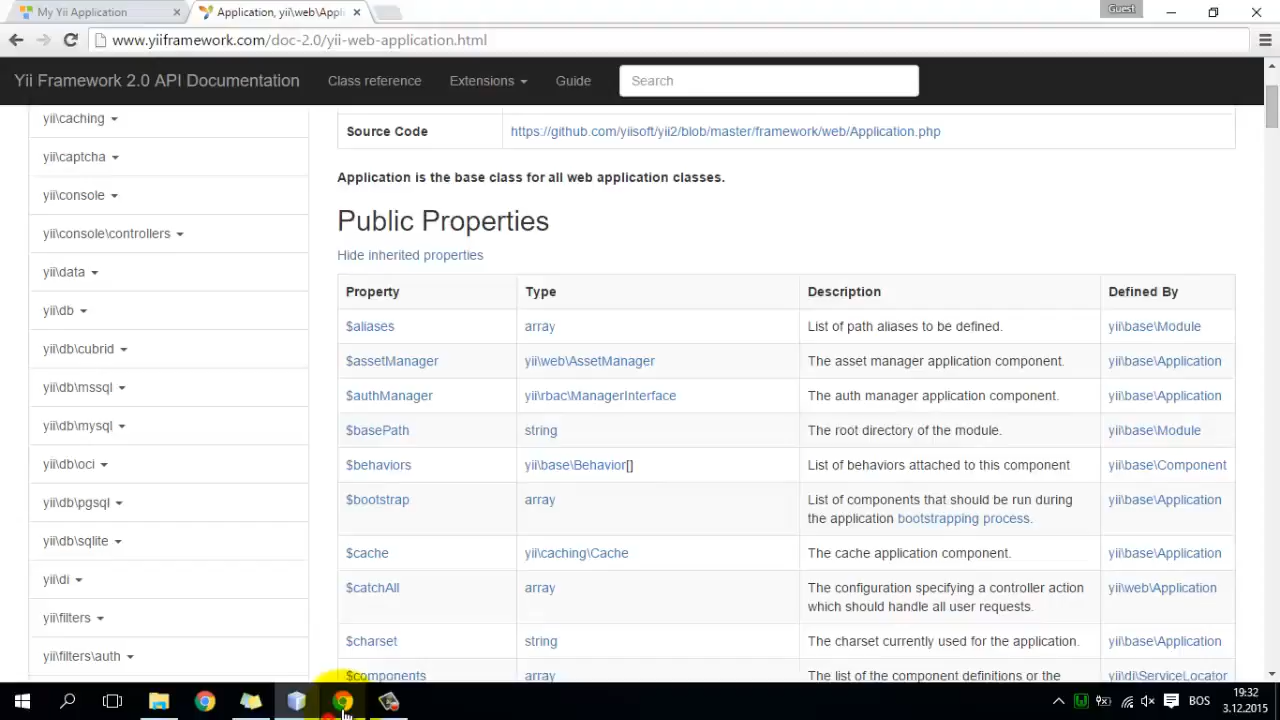 My Yii Application
Application, yii\web\Appli
Guest
www.yiiframework.com/doc-2.0/yii-web-application.html
Yii Framework 2.0 API Documentation
Class reference
Extensions
Guide
Search
yii\caching
yii\captcha
yii\console
yii\console\controllers
yii\data
yii\db
yii\db\cubrid
yii\db\mssql
yii\db\mysql
yii\db\oci
yii\db\pgsql
yii\db\sqlite
yii\di
yii\filters
yii\filters\auth
Source Code https://github.com/yiisoft/yii2/blob/master/framework/web/Application.php
Application is the base class for all web application classes.
Public Properties
Hide inherited properties
Property Type Description Defined By
$aliases array List of path aliases to be defined. yii\base\Module
$assetManager yii\web\AssetManager The asset manager application component. yii\base\Application
$authManager yii\rbac\ManagerInterface The auth manager application component. yii\base\Application
$basePath string The root directory of the module. yii\base\Module
$behaviors yii\base\Behavior[] List of behaviors attached to this component yii\base\Component
$bootstrap array List of components that should be run during yii\base\Application
the application bootstrapping process.
$cache yii\caching\Cache The cache application component. yii\base\Application
$catchAll array The configuration specifying a controller action yii\web\Application
which should handle all user requests.
$charset string The charset currently used for the application. yii\base\Application
$components array The list of the component definitions or the yii\di\ServiceLocator
BOS
19:32
3.12.2015